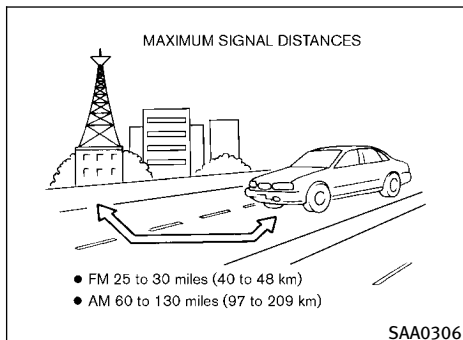 MAXIMUM SIGNAL DISTANCES
● FM 25 to 30 miles (40 to 48 km)
● AM 60 to 130 miles (97 to 209 km)
SAA0306